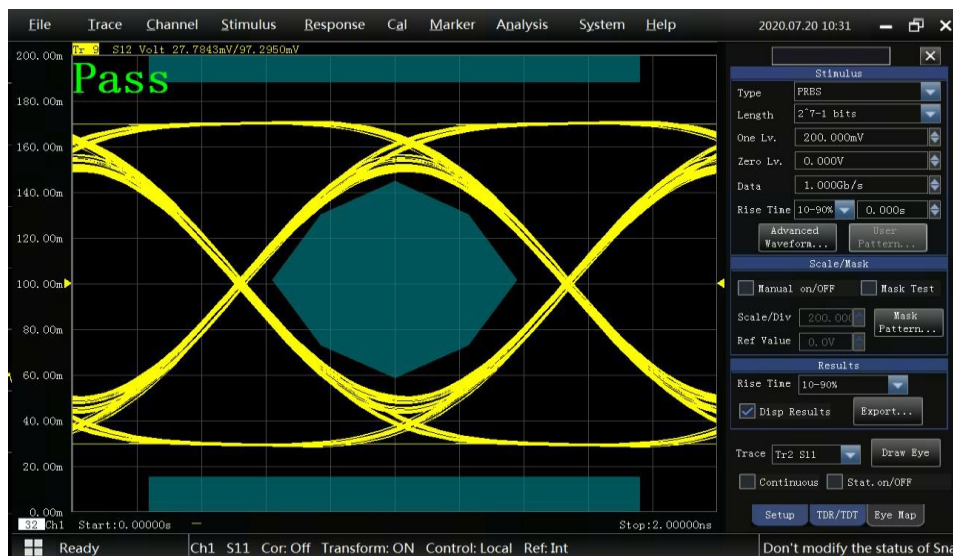 File Trace Channel Stimulus Response Cal Marker Analysis System Help 2020.07.20 10:31
Tr 9 S12 Volt 27.7843mV/97.2950mV
Pass
200.00m
180.00m
160.00m
140.00m
120.00m
100.00m
80.00m
60.00m
40.00m
20.00m
0.00m
32 Ch1 Start:0.00000s Stop:2.00000ns
Stimulus
Type PRBS
Length 2^7-1 bits
One Lv. 200.000mV
Zero Lv. 0.000V
Data 1.000Gb/s
Rise Time 10-90% 0.000s
Advanced Waveform...
User Pattern...
Scale/Mask
Manual on/OFF Mask Test
Scale/Div 200.000
Mask Pattern...
Ref Value 0.0V
Results
Rise Time 10-90%
Disp Results Export...
Trace Tr2 S11 Draw Eye
Continuous Stat.on/OFF
Setup TDR/TDT Eye Map
Ready Ch1 S11 Cor: Off Transform: ON Control: Local Ref: Int Don't modify the status of Sna